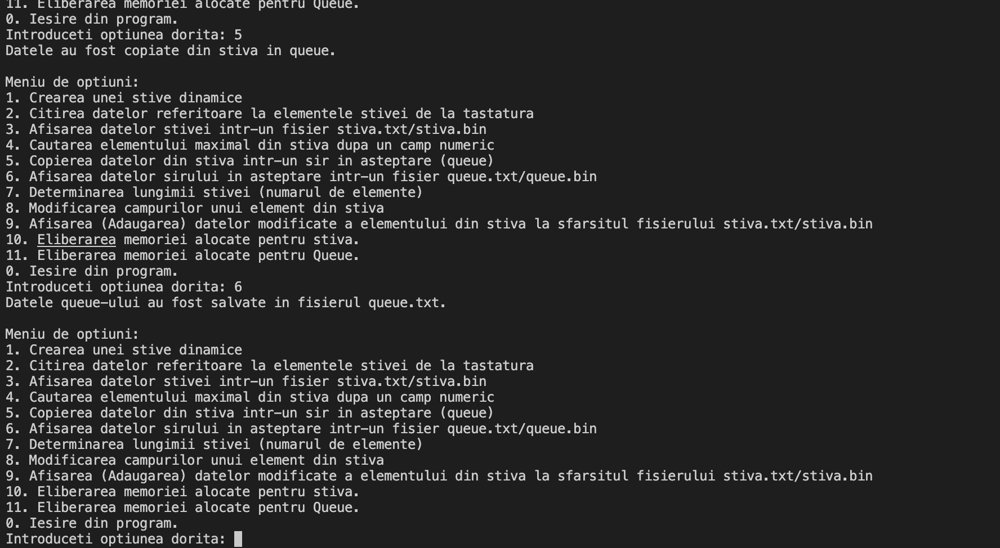 11. Eliberarea memoriei alocate pentru Queue.
0. Iesire din program.
Introduceti optiunea dorita: 5
Datele au fost copiate din stiva in queue.

Meniu de optiuni:
1. Crearea unei stive dinamice
2. Citirea datelor referitoare la elementele stivei de la tastatura
3. Afisarea datelor stivei intr-un fisier stiva.txt/stiva.bin
4. Cautarea elementului maximal din stiva dupa un camp numeric
5. Copierea datelor din stiva intr-un sir in asteptare (queue)
6. Afisarea datelor sirului in asteptare intr-un fisier queue.txt/queue.bin
7. Determinarea lungimii stivei (numarul de elemente)
8. Modificarea campurilor unui element din stiva
9. Afisarea (Adaugarea) datelor modificate a elementului din stiva la sfarsitul fisierului stiva.txt/stiva.bin
10. Eliberarea memoriei alocate pentru stiva.
11. Eliberarea memoriei alocate pentru Queue.
0. Iesire din program.
Introduceti optiunea dorita: 6
Datele queue-ului au fost salvate in fisierul queue.txt.

Meniu de optiuni:
1. Crearea unei stive dinamice
2. Citirea datelor referitoare la elementele stivei de la tastatura
3. Afisarea datelor stivei intr-un fisier stiva.txt/stiva.bin
4. Cautarea elementului maximal din stiva dupa un camp numeric
5. Copierea datelor din stiva intr-un sir in asteptare (queue)
6. Afisarea datelor sirului in asteptare intr-un fisier queue.txt/queue.bin
7. Determinarea lungimii stivei (numarul de elemente)
8. Modificarea campurilor unui element din stiva
9. Afisarea (Adaugarea) datelor modificate a elementului din stiva la sfarsitul fisierului stiva.txt/stiva.bin
10. Eliberarea memoriei alocate pentru stiva.
11. Eliberarea memoriei alocate pentru Queue.
0. Iesire din program.
Introduceti optiunea dorita: